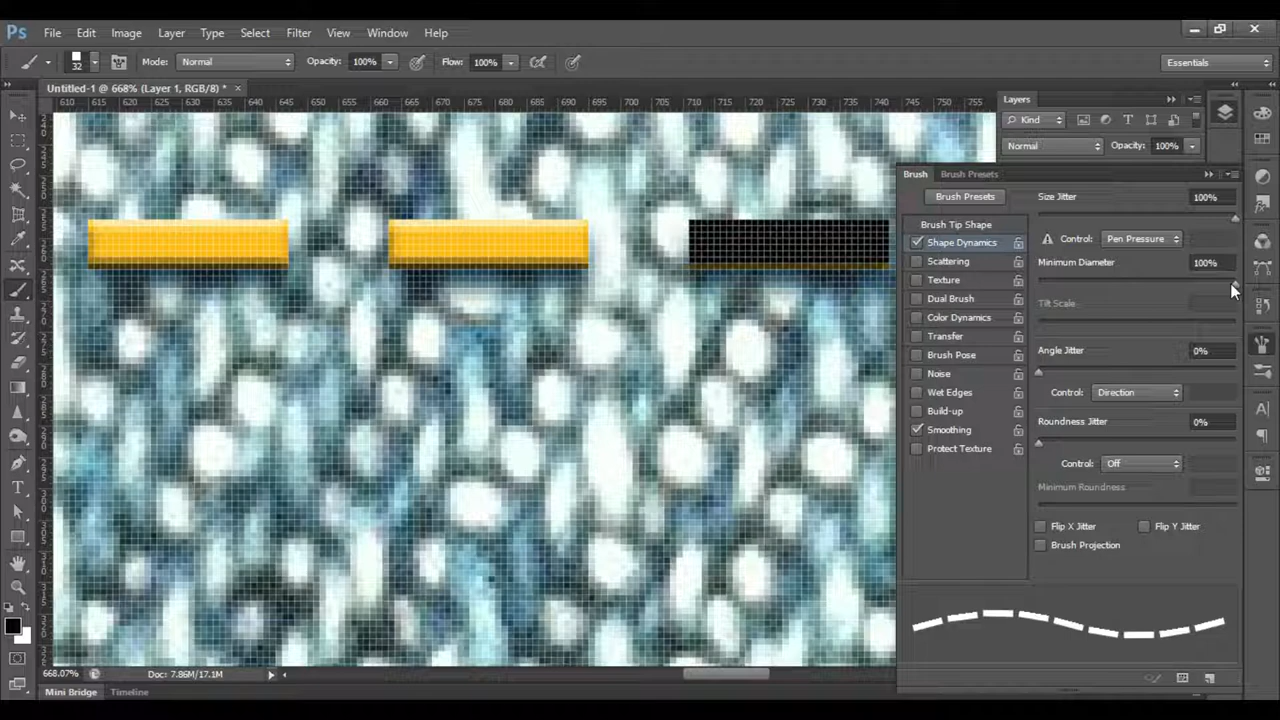 Ps File Edit Image Layer Type Select Filter View Window Help
32 Mode: Normal Opacity: 100% Flow: 100% Essentials
Untitled-1 @ 668% (Layer 1, RGB/8) * ×
610 615 620 625 630 635 640 645 650 655 660 665 670 675 680 685 690 695 700 705 710 715 720 725 730 735 740 745 750 755
Layers
Kind
Normal Opacity: 100%
Brush Brush Presets
Brush Presets
Size Jitter 100%
Brush Tip Shape
Shape Dynamics
Control: Pen Pressure
Scattering
Minimum Diameter 100%
Texture
Dual Brush
Tilt Scale
Color Dynamics
Transfer
Angle Jitter 0%
Brush Pose
Noise
Wet Edges
Control: Direction
Build-up
Roundness Jitter 0%
Smoothing
Protect Texture
Control: Off
Minimum Roundness
Flip X Jitter Flip Y Jitter
Brush Projection
668.07% Doc: 7.86M/17.1M
Mini Bridge Timeline